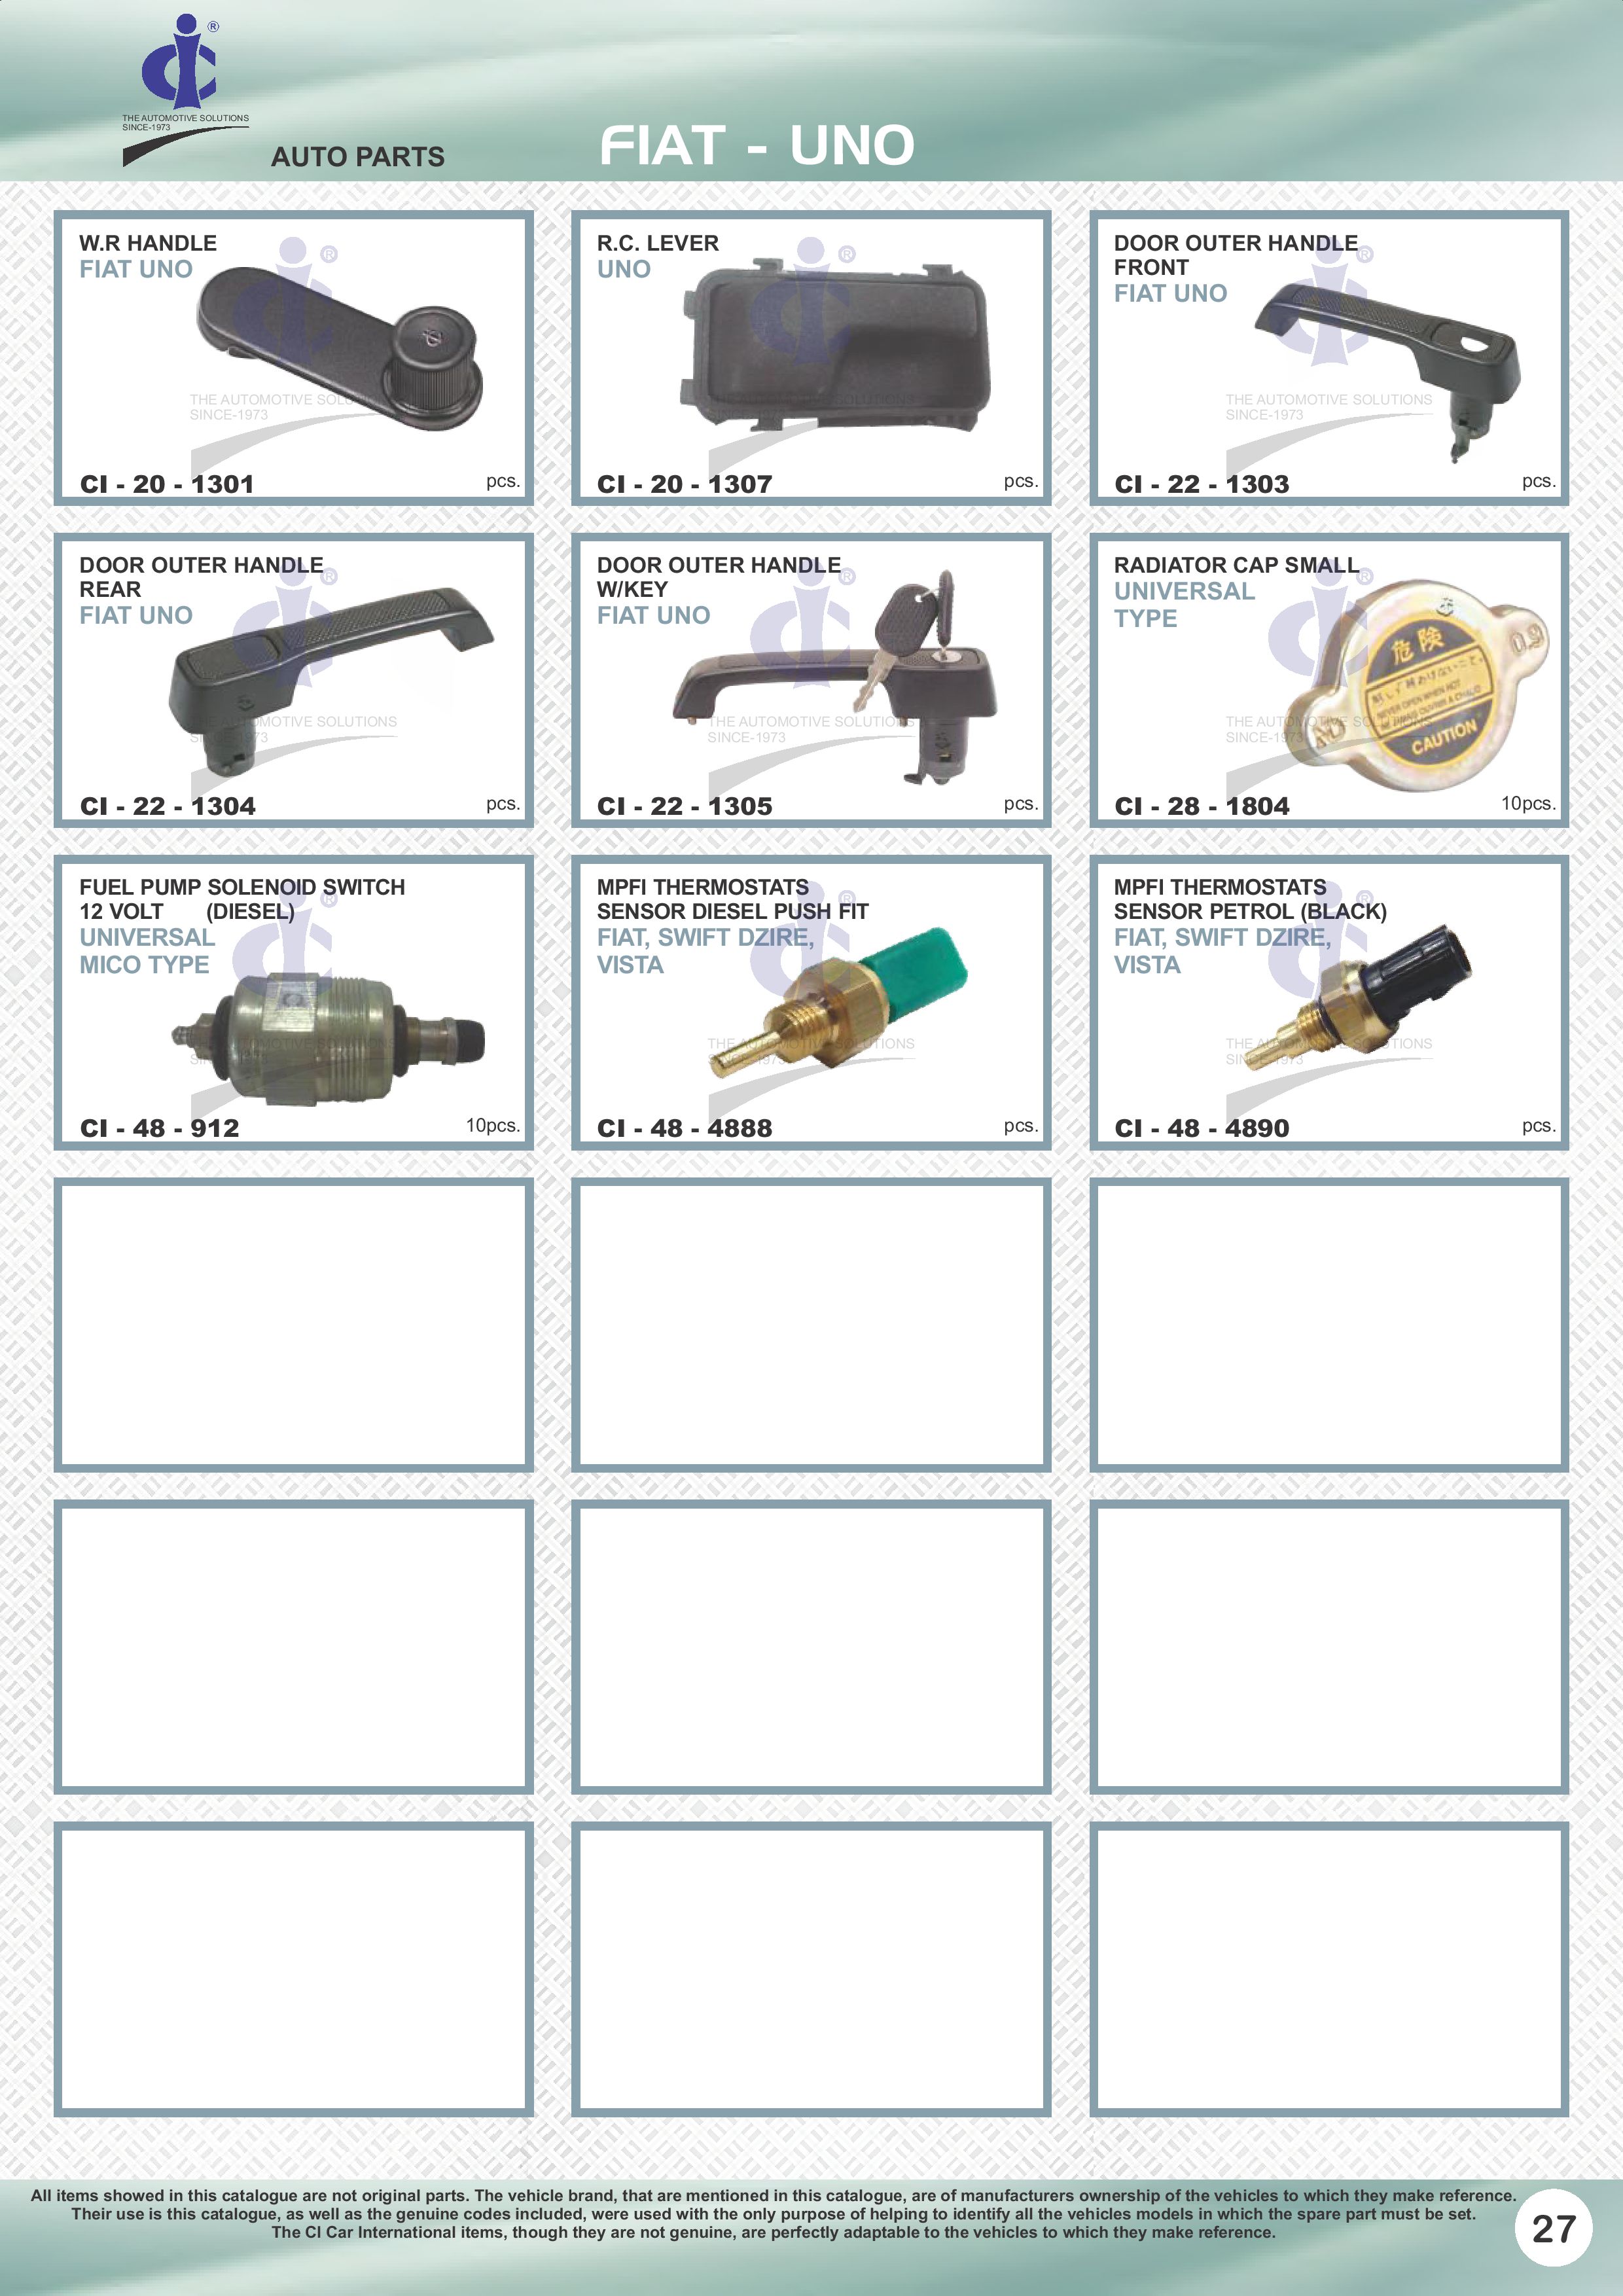 ®
THE AUTOMOTIVE SOLUTIONS
SINCE-1973
AUTO PARTS
FIAT - UNO
W.R HANDLE
FIAT UNO
CI - 20 - 1301
pcs.
R.C. LEVER
UNO
CI - 20 - 1307
pcs.
DOOR OUTER HANDLE
FRONT
FIAT UNO
CI - 22 - 1303
pcs.
DOOR OUTER HANDLE
REAR
FIAT UNO
CI - 22 - 1304
pcs.
DOOR OUTER HANDLE
W/KEY
FIAT UNO
CI - 22 - 1305
pcs.
RADIATOR CAP SMALL
UNIVERSAL
TYPE
危険
0.9
NEVER OPEN WHEN HOT
CAUTION
CI - 28 - 1804
10pcs.
FUEL PUMP SOLENOID SWITCH
12 VOLT (DIESEL)
UNIVERSAL
MICO TYPE
CI - 48 - 912
10pcs.
MPFI THERMOSTATS
SENSOR DIESEL PUSH FIT
FIAT, SWIFT DZIRE,
VISTA
CI - 48 - 4888
pcs.
MPFI THERMOSTATS
SENSOR PETROL (BLACK)
FIAT, SWIFT DZIRE,
VISTA
CI - 48 - 4890
pcs.
All items showed in this catalogue are not original parts. The vehicle brand, that are mentioned in this catalogue, are of manufacturers ownership of the vehicles to which they make reference.
Their use is this catalogue, as well as the genuine codes included, were used with the only purpose of helping to identify all the vehicles models in which the spare part must be set.
The CI Car International items, though they are not genuine, are perfectly adaptable to the vehicles to which they make reference.
27